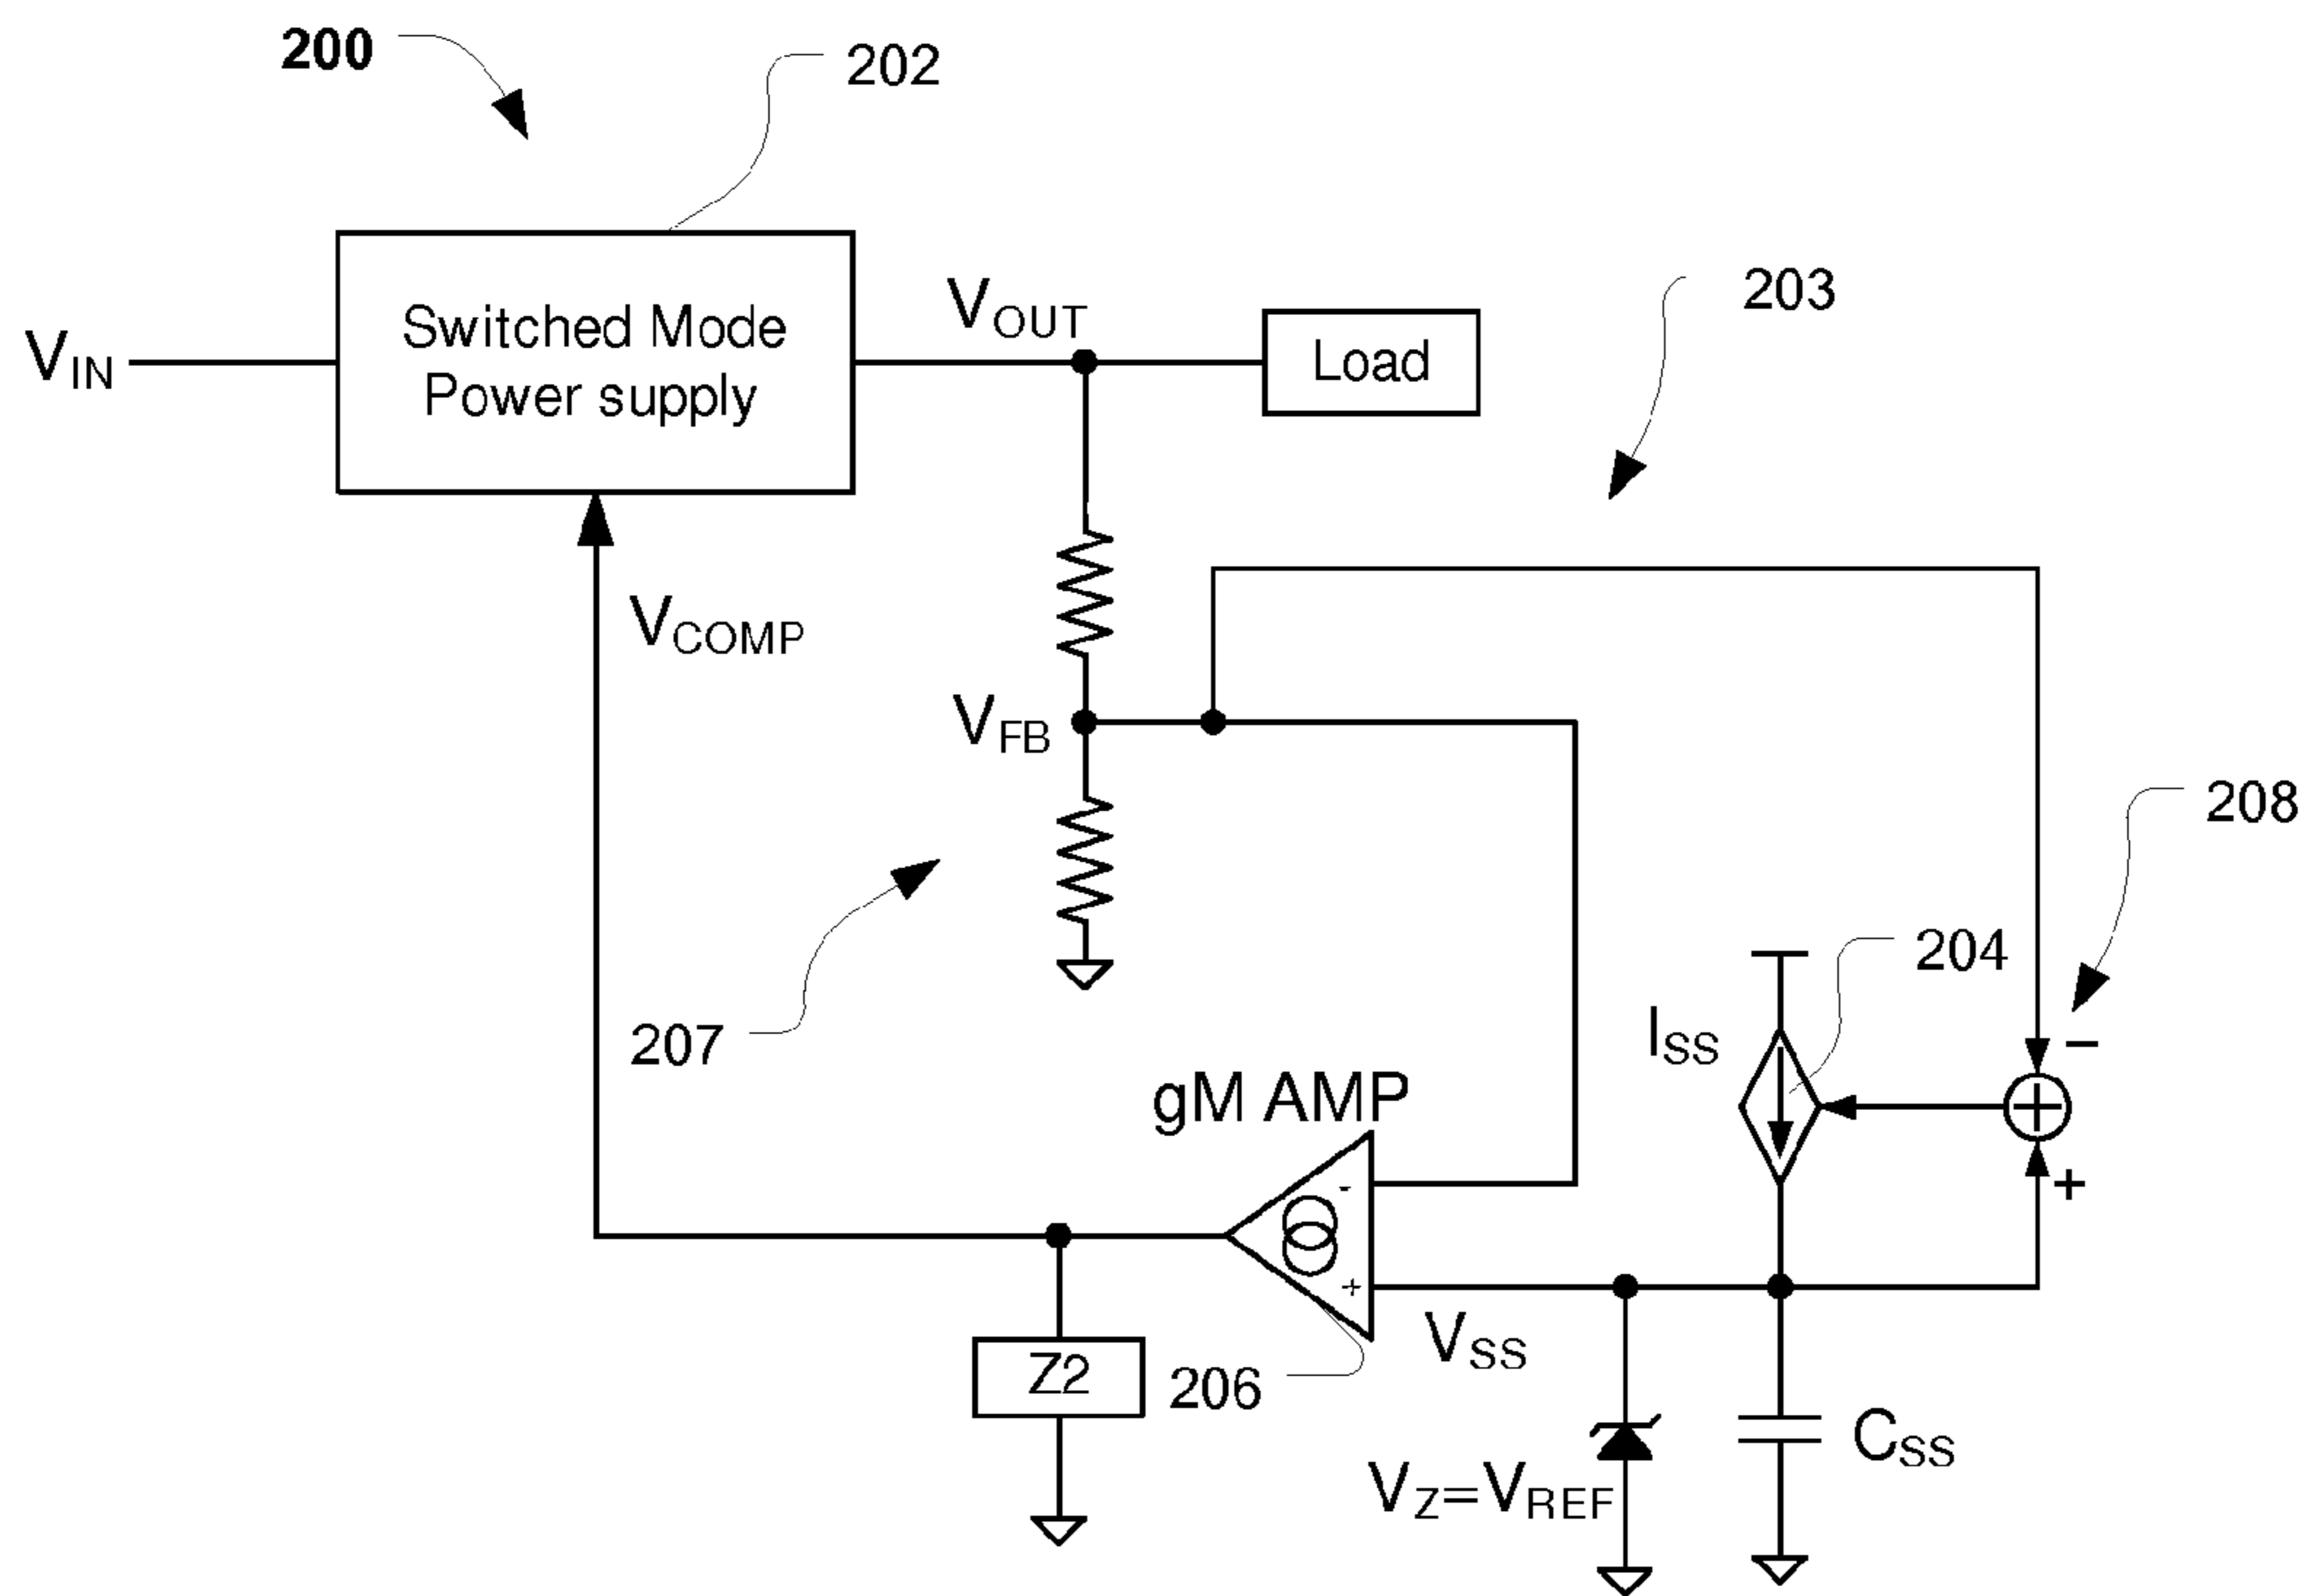 200
202
Switched Mode
Power supply
V_IN
V_OUT
Load
203
V_COMP
V_FB
208
204
I_SS
−
207
gM AMP
-
+
+
V_SS
206
Z2
C_SS
V_Z=V_REF